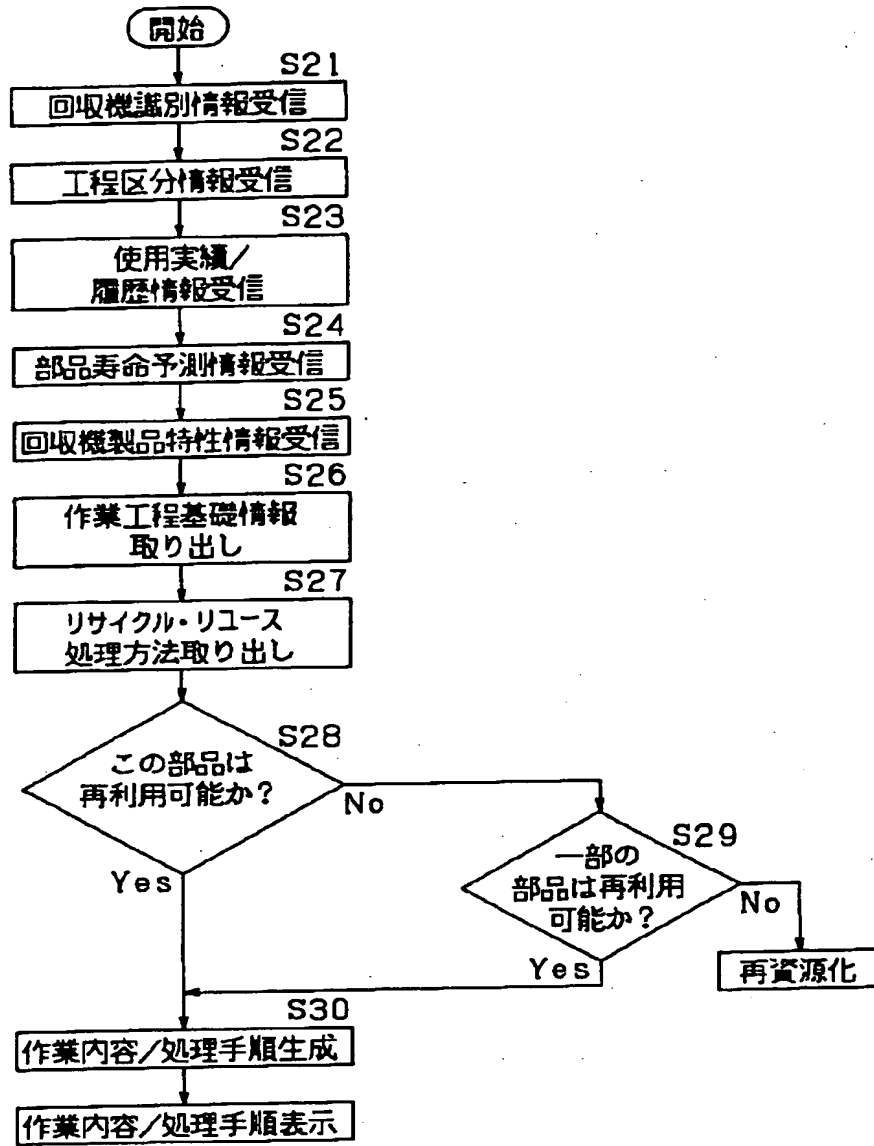 開始
S21
回収機識別情報受信
S22
工程区分情報受信
S23
使用実績/
履歴情報受信
S24
部品寿命予測情報受信
S25
回収機製品特性情報受信
S26
作業工程基礎情報
取り出し
S27
リサイクル・リユース
処理方法取り出し
S28
この部品は
再利用可能か?
No
Yes
S29
一部の
部品は再利用
可能か?
No
Yes
再資源化
S30
作業内容/処理手順生成
作業内容/処理手順表示